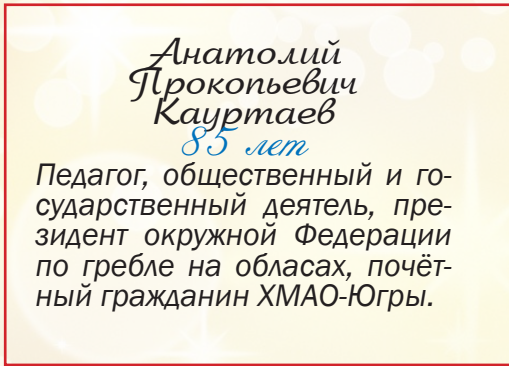 Анатолий
Прокопьевич
Кауртаев
85 лет
Педагог, общественный и го-
сударственный деятель, пре-
зидент окружной Федерации
по гребле на обласах, почёт-
ный гражданин ХМАО-Югры.